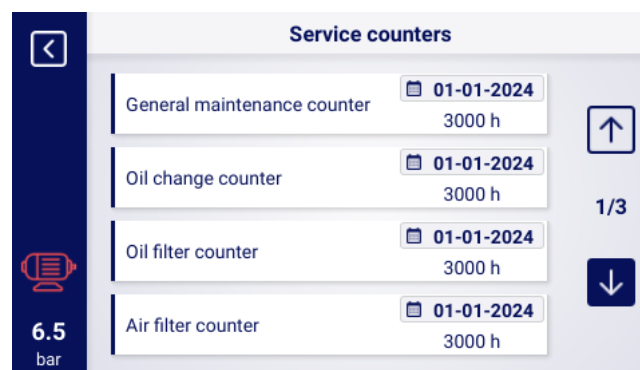 Service counters
General maintenance counter
01-01-2024
3000 h
Oil change counter
01-01-2024
3000 h
1/3
Oil filter counter
01-01-2024
3000 h
Air filter counter
01-01-2024
3000 h
6.5
bar